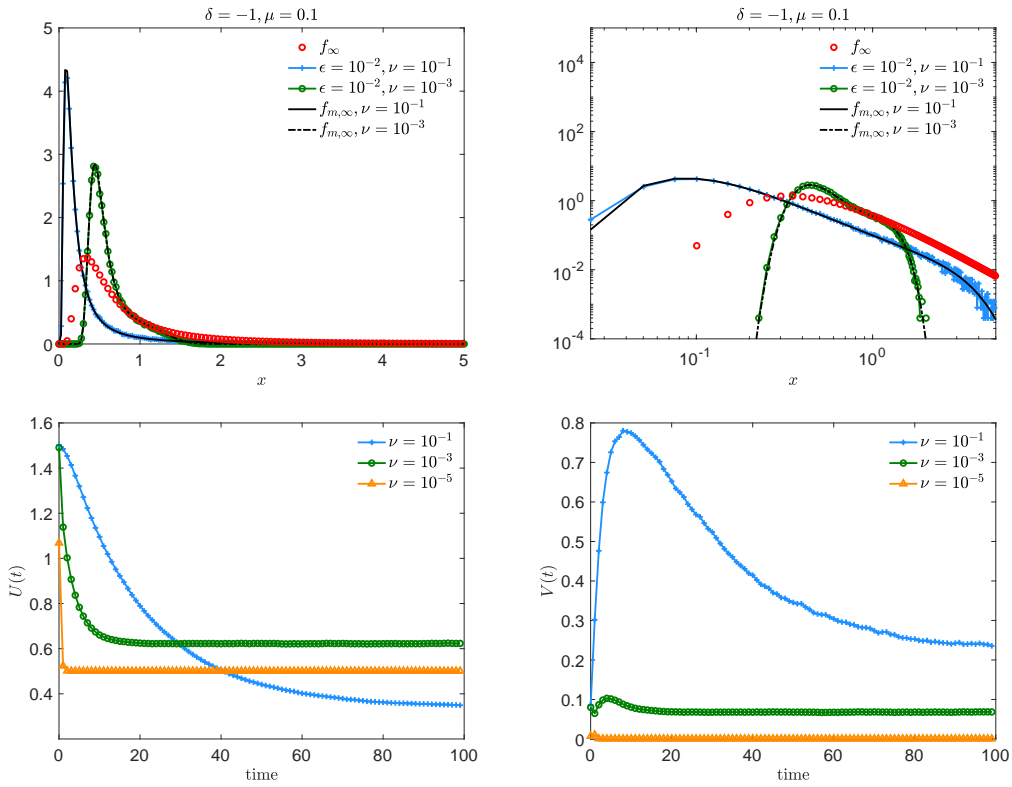 δ = −1, μ = 0.1
f∞
ϵ = 10⁻², ν = 10⁻¹
ϵ = 10⁻², ν = 10⁻³
fm,∞, ν = 10⁻¹
fm,∞, ν = 10⁻³
5
4
3
2
1
0
0 1 2 3 4 5
x
δ = −1, μ = 0.1
f∞
ϵ = 10⁻², ν = 10⁻¹
ϵ = 10⁻², ν = 10⁻³
fm,∞, ν = 10⁻¹
fm,∞, ν = 10⁻³
10⁴
10²
10⁰
10⁻²
10⁻⁴
10⁻¹ 10⁰
x
ν = 10⁻¹
ν = 10⁻³
ν = 10⁻⁵
1.6
1.4
1.2
1
0.8
0.6
0.4
U(t)
0 20 40 60 80 100
time
ν = 10⁻¹
ν = 10⁻³
ν = 10⁻⁵
0.8
0.7
0.6
0.5
0.4
0.3
0.2
0.1
0
V(t)
0 20 40 60 80 100
time